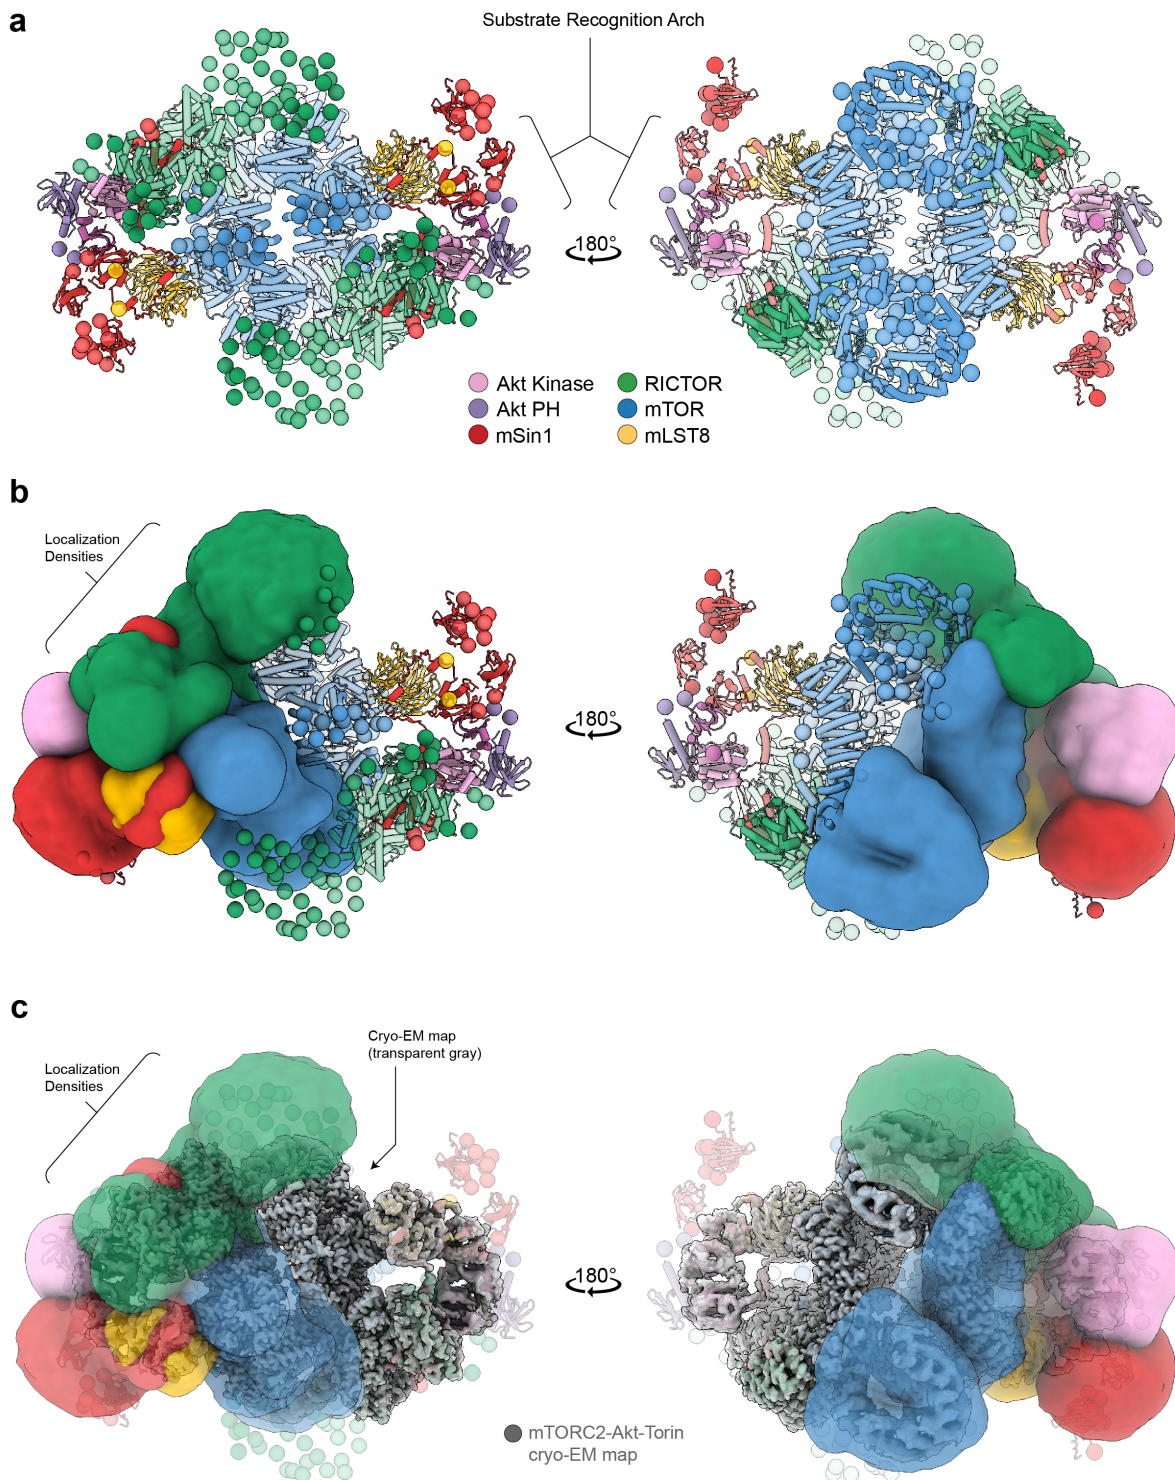 a
Substrate Recognition Arch
180°
Akt Kinase
RICTOR
Akt PH
mTOR
mSin1
mLST8
b
Localization
Densities
180°
c
Cryo-EM map
(transparent gray)
Localization
Densities
180°
mTORC2-Akt-Torin
cryo-EM map